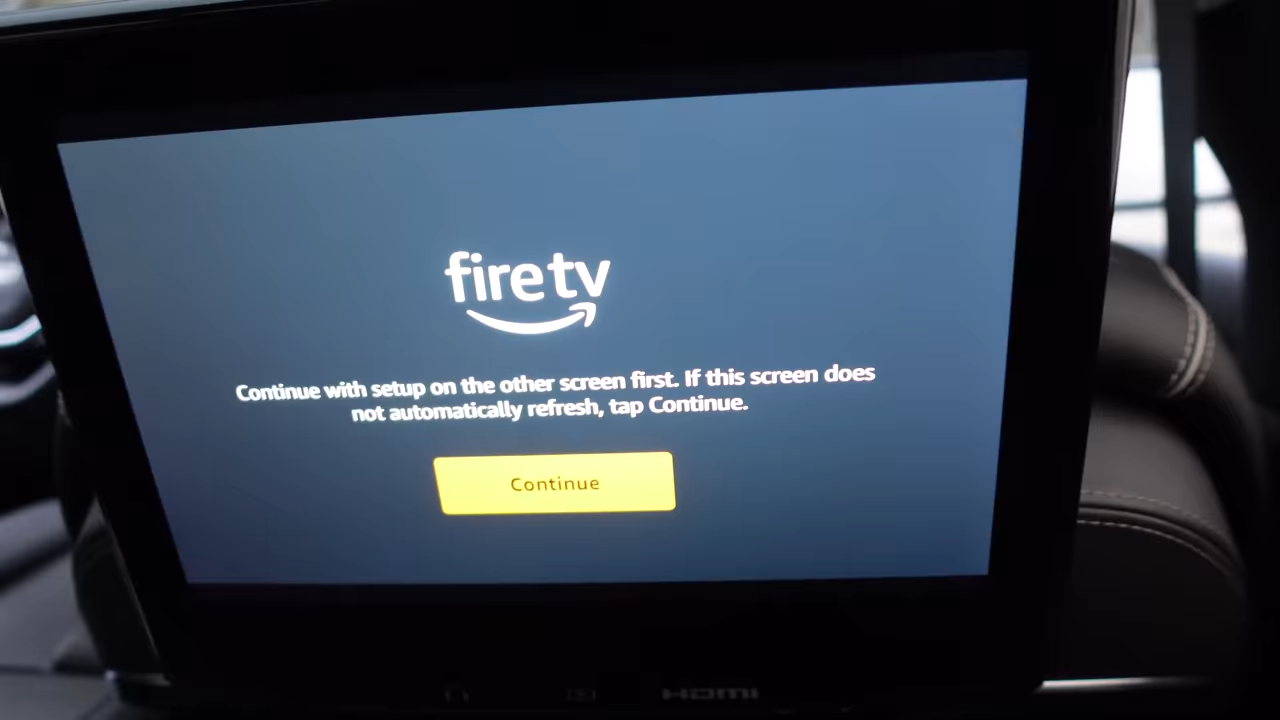 fire tv
Continue with setup on the other screen first. If this screen does
not automatically refresh, tap Continue.
Continue
HDMI